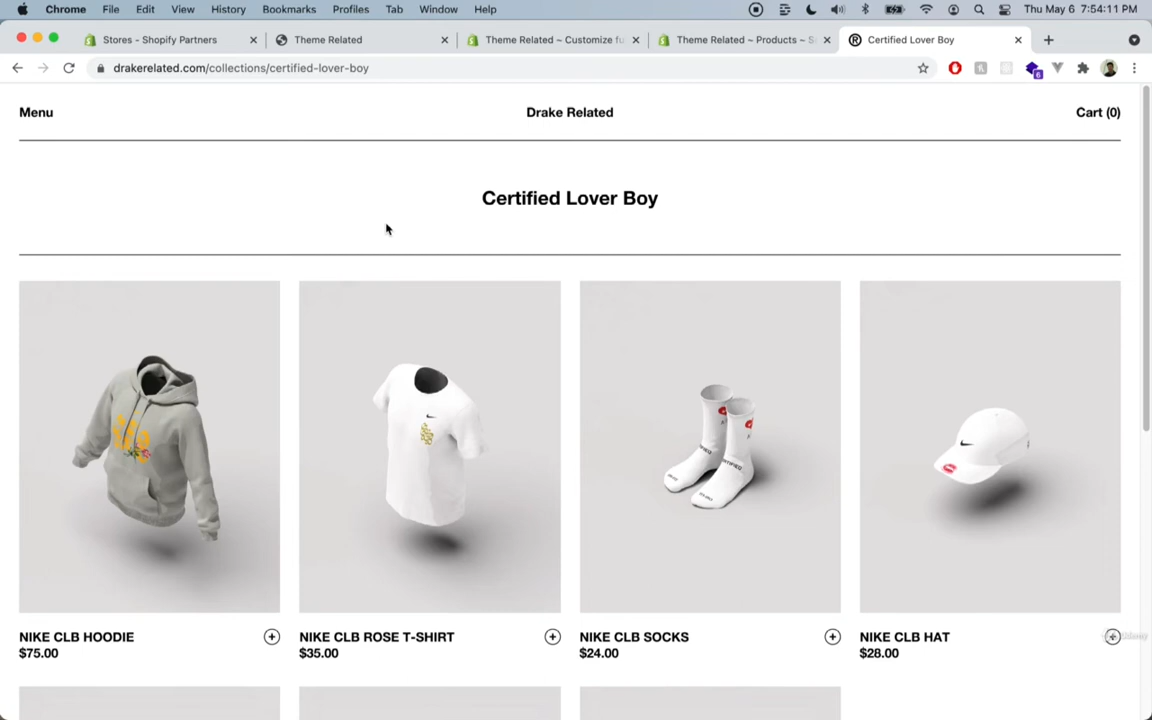 Chrome File Edit View History Bookmarks Profiles Tab Window Help Thu May 6 7:54:11 PM
Stores - Shopify Partners Theme Related Theme Related ~ Customize fu Theme Related ~ Products ~ S Certified Lover Boy
drakerelated.com/collections/certified-lover-boy
6
Menu Drake Related Cart (0)
Certified Lover Boy
NIKE CLB HOODIE NIKE CLB ROSE T-SHIRT NIKE CLB SOCKS NIKE CLB HAT
$75.00 $35.00 $24.00 $28.00